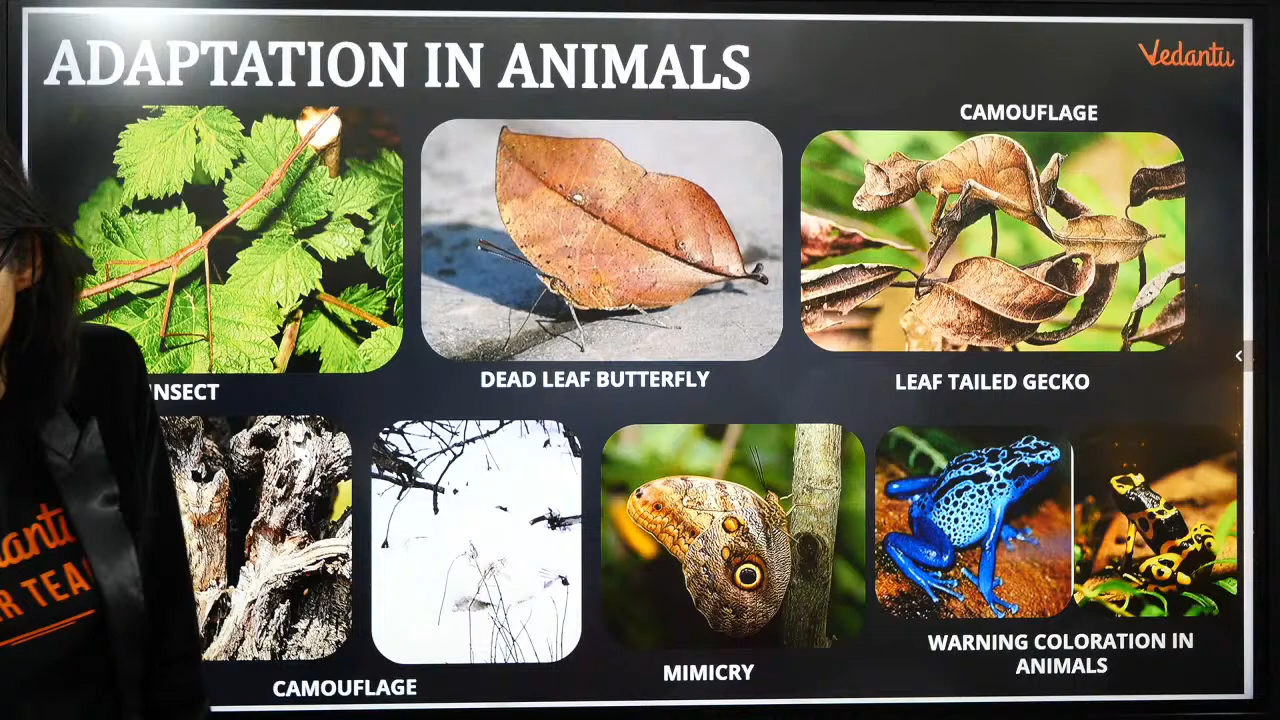 ADAPTATION IN ANIMALS
Vedantu
CAMOUFLAGE
INSECT
DEAD LEAF BUTTERFLY
LEAF TAILED GECKO
CAMOUFLAGE
MIMICRY
WARNING COLORATION IN
ANIMALS